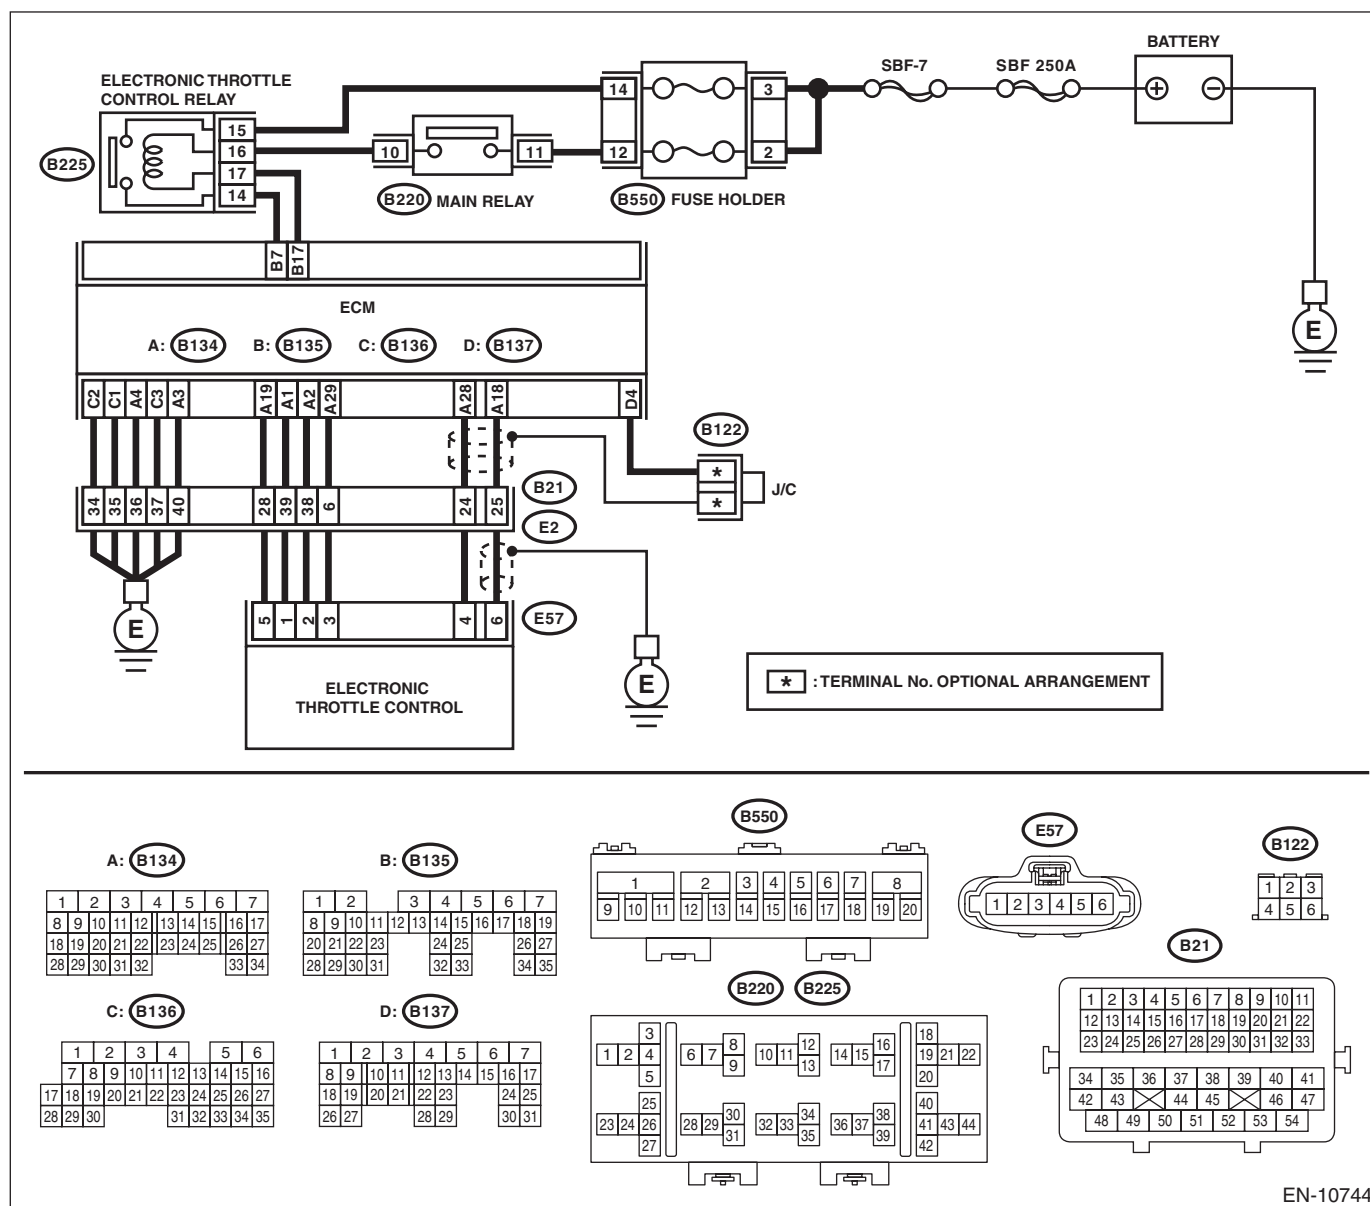 BATTERY
SBF-7 SBF 250A
ELECTRONIC THROTTLE
CONTROL RELAY
14 3
15
16 10 11 12 2
17
14
B225
B220 MAIN RELAY
B550 FUSE HOLDER
B7 B17
ECM
A: B134 B: B135 C: B136 D: B137
E
C2 C1 A4 C3 A3 A19 A1 A2 A29 A28 A18 D4
B122
*
*
J/C
34 35 36 37 40 28 39 38 6 24 25
B21
E2
E
5 1 2 3 4 6
E57
ELECTRONIC
THROTTLE CONTROL
E
* : TERMINAL No. OPTIONAL ARRANGEMENT
A: B134
1 2 3 4 5 6 7
8 9 10 11 12 13 14 15 16 17
18 19 20 21 22 23 24 25 26 27
28 29 30 31 32 33 34
B: B135
1 2 3 4 5 6 7
8 9 10 11 12 13 14 15 16 17 18 19
20 21 22 23 24 25 26 27
28 29 30 31 32 33 34 35
B550
1 2 3 4 5 6 7 8
9 10 11 12 13 14 15 16 17 18 19 20
E57
1 2 3 4 5 6
B122
1 2 3
4 5 6
C: B136
1 2 3 4 5 6
7 8 9 10 11 12 13 14 15 16
17 18 19 20 21 22 23 24 25 26 27
28 29 30 31 32 33 34 35
D: B137
1 2 3 4 5 6 7
8 9 10 11 12 13 14 15 16 17
18 19 20 21 22 23 24 25
26 27 28 29 30 31
B220 B225
3 18
1 2 4 6 7 8 9 10 11 12 13 14 15 16 17 19 21 22
5 20
25 40
23 24 26 28 29 30 31 32 33 34 35 36 37 38 39 41 43 44
27 42
B21
1 2 3 4 5 6 7 8 9 10 11
12 13 14 15 16 17 18 19 20 21 22
23 24 25 26 27 28 29 30 31 32 33
34 35 36 37 38 39 40 41
42 43 44 45 46 47
48 49 50 51 52 53 54
EN-10744